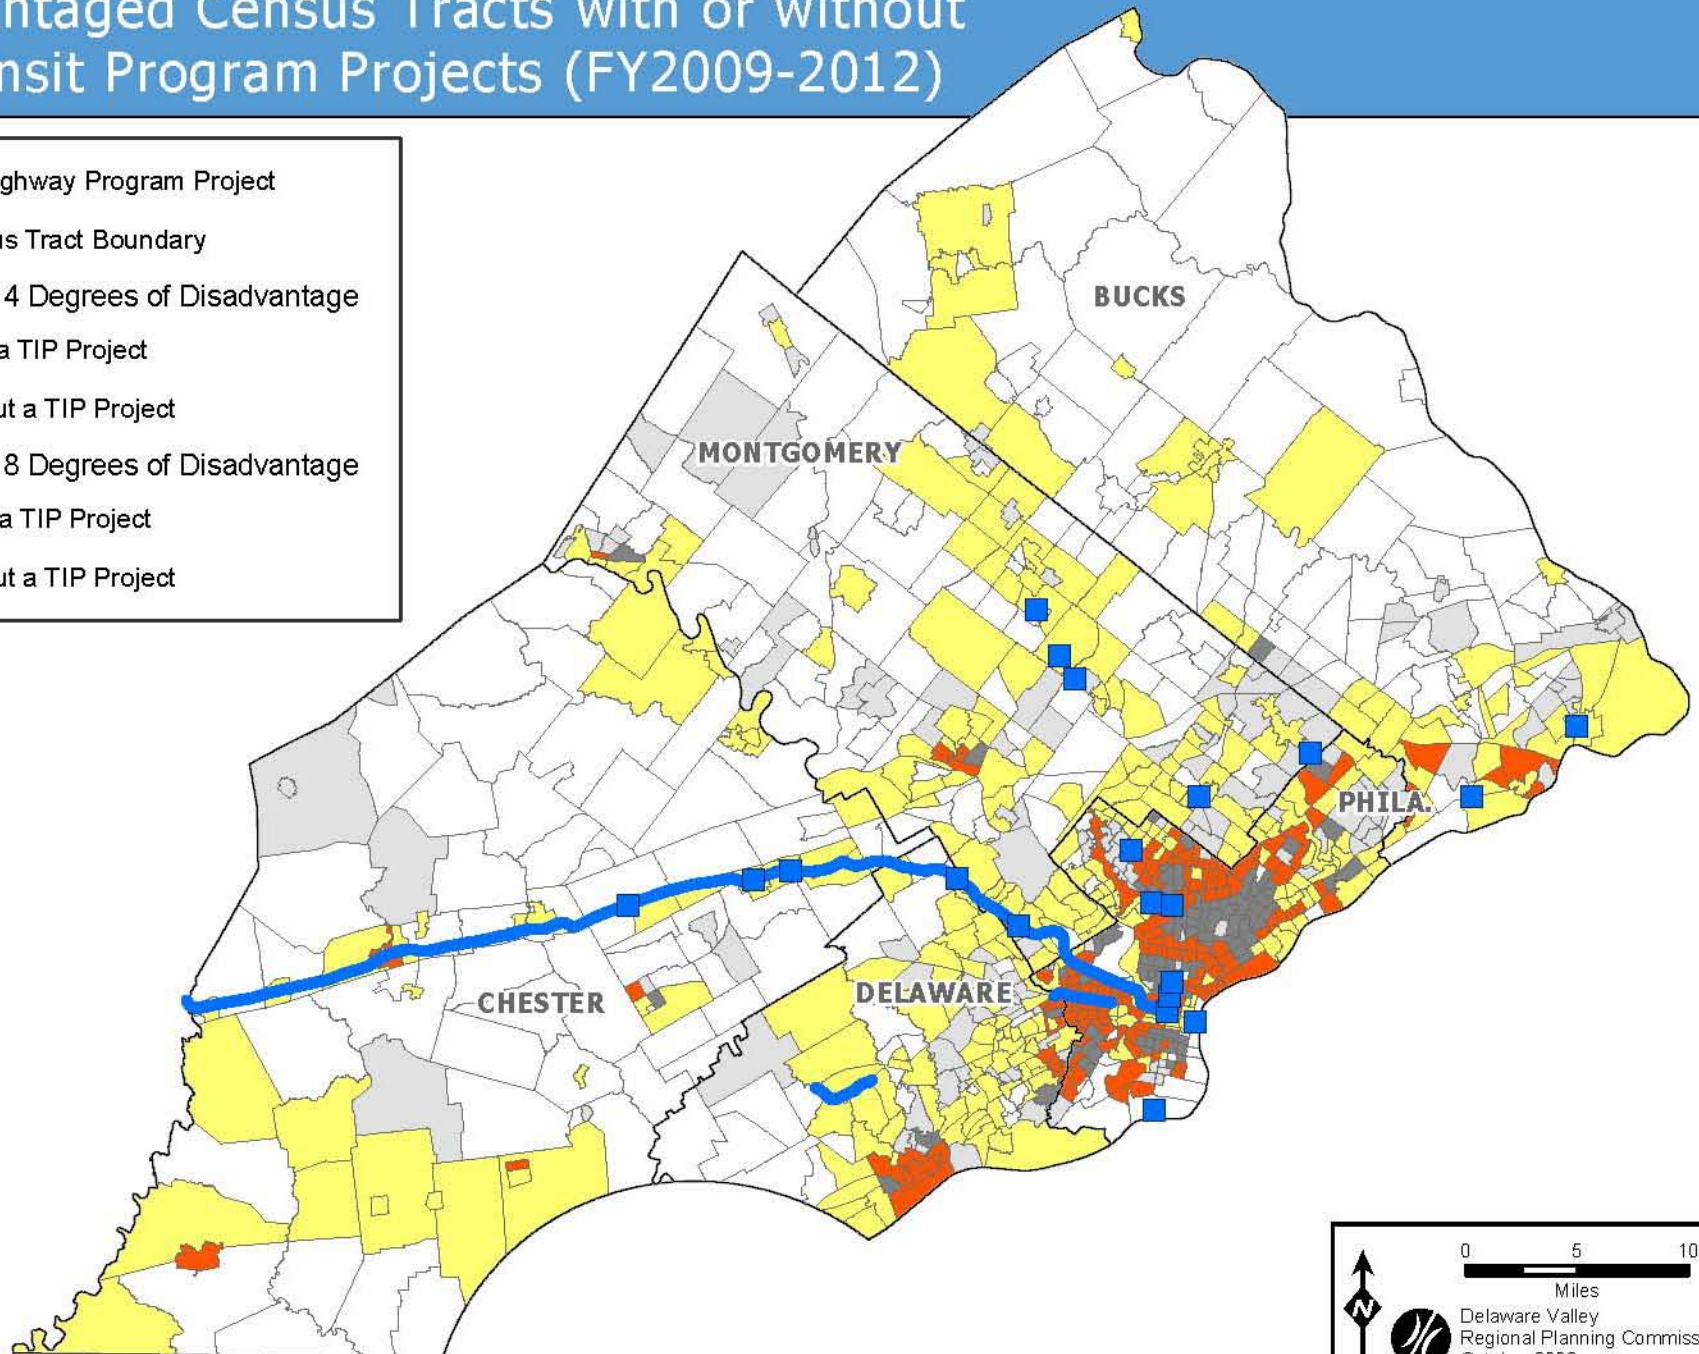 ntaged Census Tracts with or without
nsit Program Projects (FY2009-2012)
ghway Program Project
us Tract Boundary
4 Degrees of Disadvantage
a TIP Project
ut a TIP Project
8 Degrees of Disadvantage
a TIP Project
ut a TIP Project
BUCKS
MONTGOMERY
PHILA.
CHESTER
DELAWARE
0 5 10
Miles
N
Delaware Valley
Regional Planning Commiss